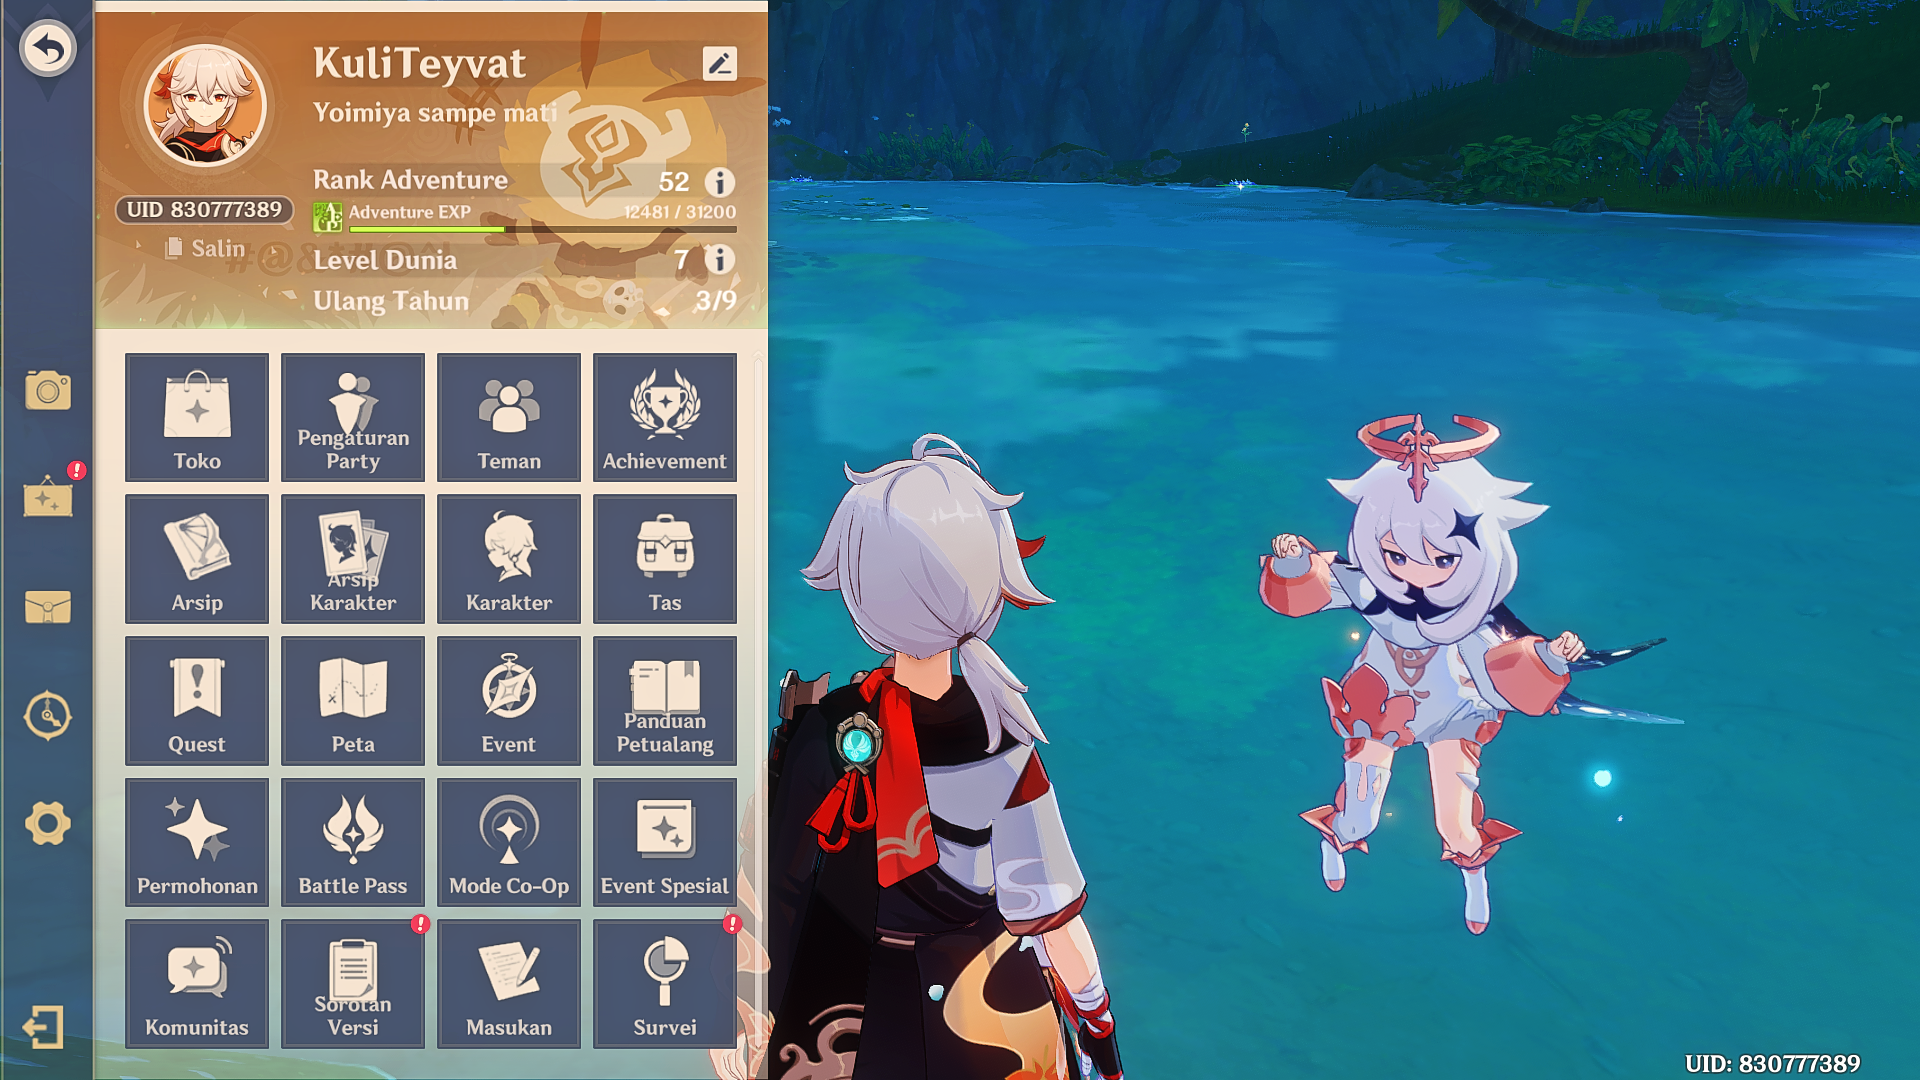 KuliTeyvat
Yoimiya sampe mati
Rank Adventure 52
Adventure EXP 12481 / 31200
UID 830777389
Salin
Level Dunia 7
Ulang Tahun 3/9
Toko
Pengaturan
Party
Teman
Achievement
Arsip
Arsip
Karakter
Karakter
Tas
Quest
Peta
Event
Panduan
Petualang
Permohonan
Battle Pass
Mode Co-Op
Event Spesial
Komunitas
Sorotan
Versi
Masukan
Survei
UID: 830777389